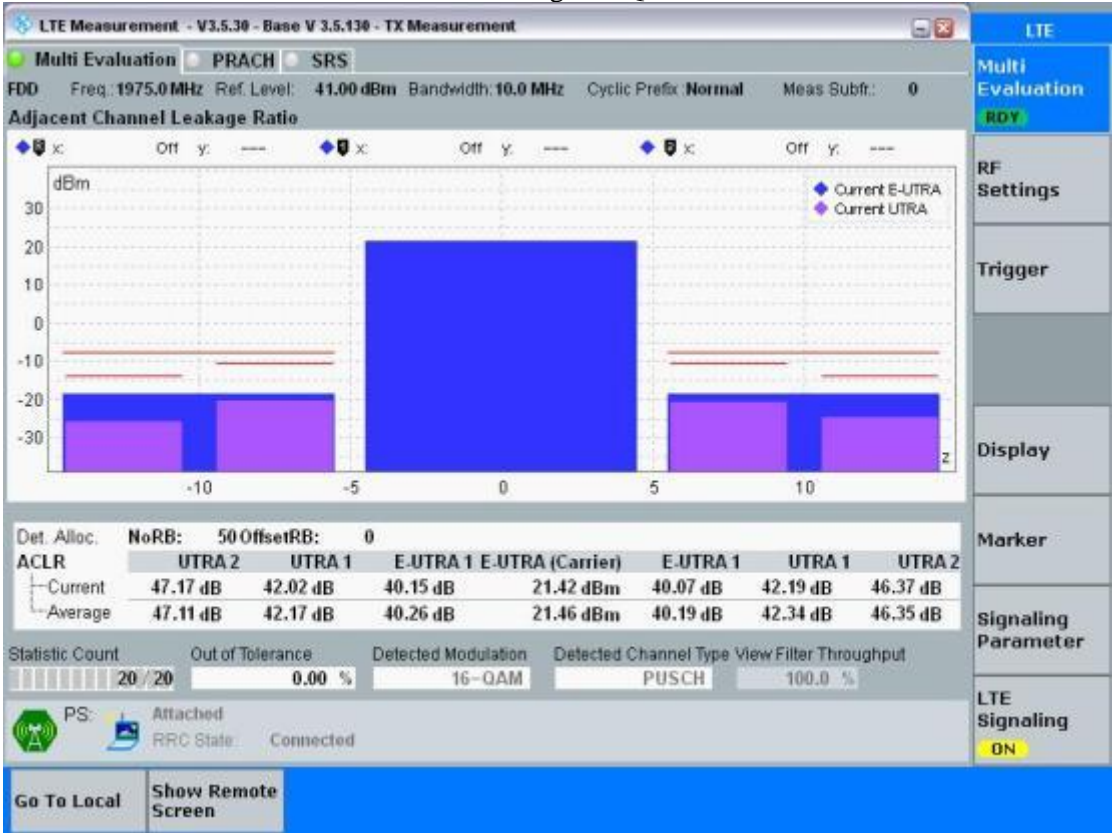 LTE Measurement - V3.5.30 - Base V 3.5.130 - TX Measurement
LTE
Multi Evaluation PRACH SRS
Multi
Evaluation
RDY
FDD Freq.: 1975.0 MHz Ref. Level: 41.00 dBm Bandwidth: 10.0 MHz Cyclic Prefix: Normal Meas Subfr.: 0
Adjacent Channel Leakage Ratio
x: Off y: --- x: Off y: --- x: Off y: ---
dBm
Current E-UTRA
Current UTRA
RF
Settings
30
20
10
0
-10
-20
-30
z
-10 -5 0 5 10
Trigger
Display
Det. Alloc. NoRB: 50 OffsetRB: 0
ACLR UTRA 2 UTRA 1 E-UTRA 1 E-UTRA (Carrier) E-UTRA 1 UTRA 1 UTRA 2
Current 47.17 dB 42.02 dB 40.15 dB 21.42 dBm 40.07 dB 42.19 dB 46.37 dB
Average 47.11 dB 42.17 dB 40.26 dB 21.46 dBm 40.19 dB 42.34 dB 46.35 dB
Marker
Statistic Count Out of Tolerance Detected Modulation Detected Channel Type View Filter Throughput
20 / 20 0.00 % 16-QAM PUSCH 100.0 %
Signaling
Parameter
PS: Attached
RRC State: Connected
LTE
Signaling
ON
Go To Local
Show Remote
Screen